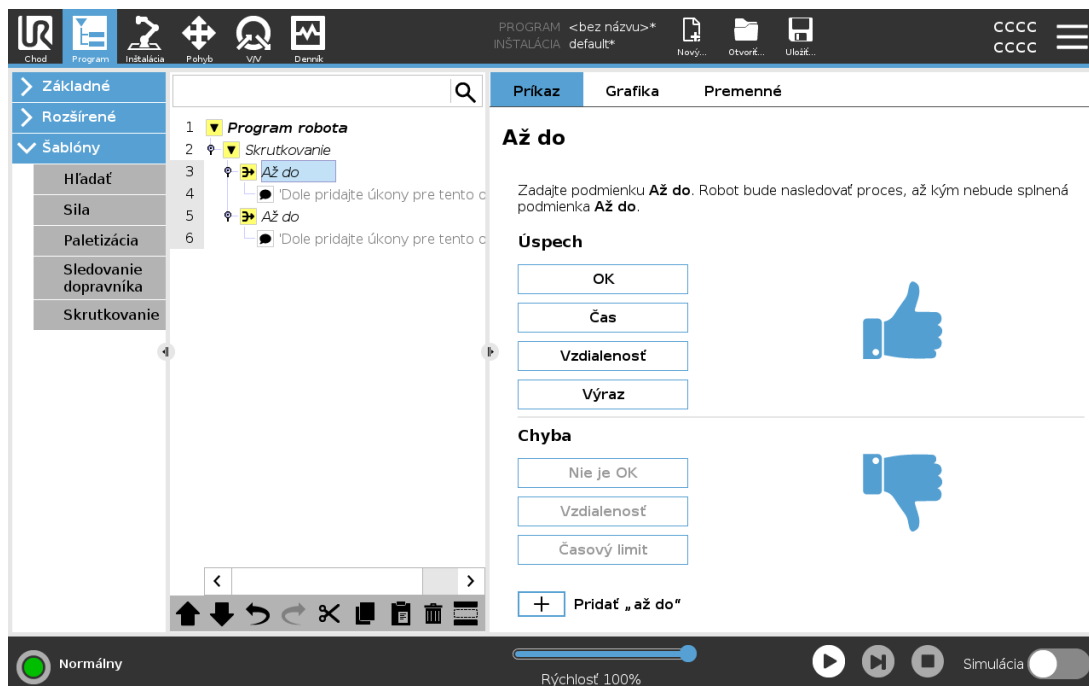 UR
Chod
Program
Inštalácia
Pohyb
V/V
Denník
PROGRAM <bez názvu>*
INŠTALÁCIA default*
Nový...
Otvoriť...
Uložiť...
CCCC
CCCC
Základné
Rozšírené
Šablóny
Hľadať
Sila
Paletizácia
Sledovanie
dopravníka
Skrutkovanie
1 Program robota
2 Skrutkovanie
3 Až do
4 'Dole pridajte úkony pre tento o
5 Až do
6 'Dole pridajte úkony pre tento o
Príkaz Grafika Premenné
Až do
Zadajte podmienku Až do. Robot bude nasledovať proces, až kým nebude splnená
podmienka Až do.
Úspech
OK
Čas
Vzdialenosť
Výraz
Chyba
Nie je OK
Vzdialenosť
Časový limit
Pridať „až do“
Normálny
Rýchlosť 100%
Simulácia